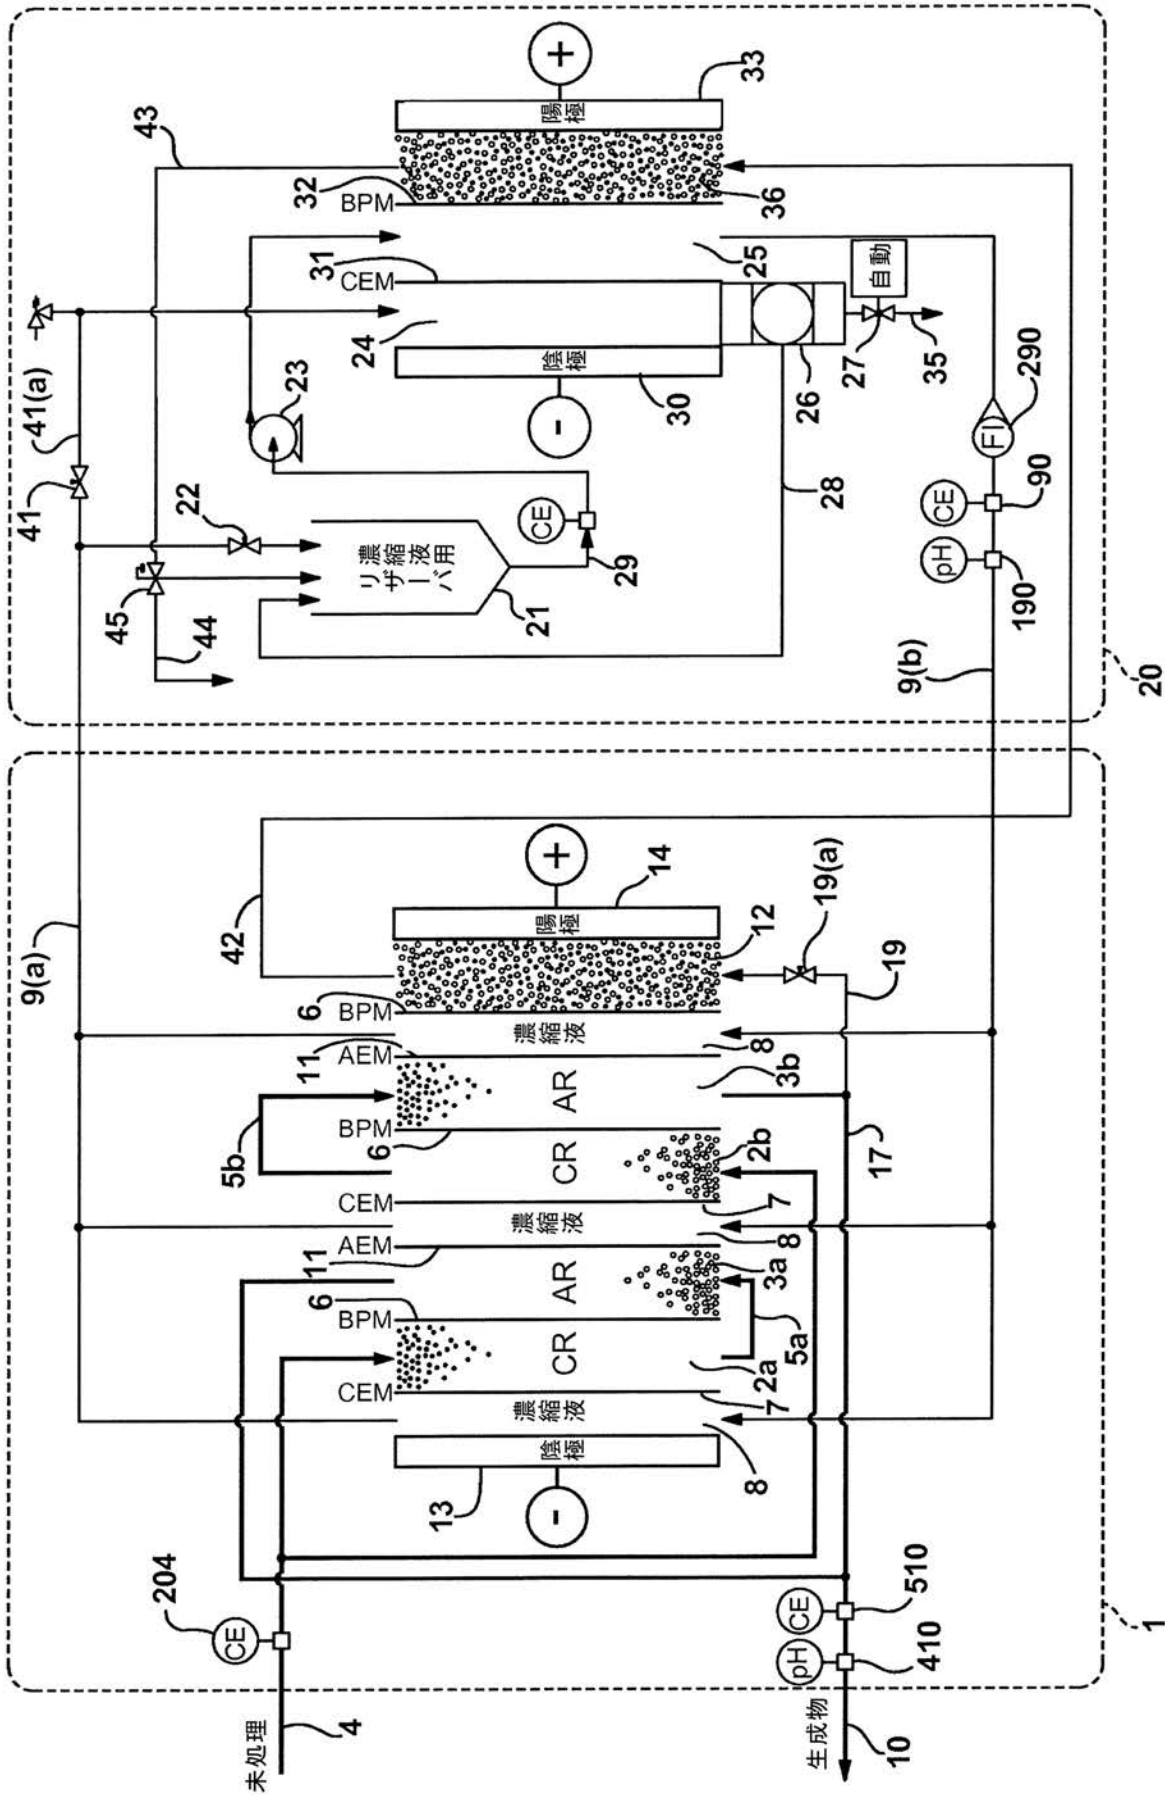 未処理
4
CE
204
生成物
10
pH
410
CE
510
1
-
13
陰極
8
濃縮液
7
CEM
CR
2a
5a
BPM
6
AR
3a
AEM
11
濃縮液
8
CEM
7
CR
2b
5b
BPM
6
AR
3b
AEM
11
濃縮液
8
BPM
6
12
陽極
14
+
17
19
19(a)
42
9(a)
9(b)
20
45
44
41
41(a)
22
43
濃縮液用
リザーバ
21
29
CE
23
28
-
30
陰極
24
CEM
31
25
BPM
32
36
陽極
33
+
26
27
自動
35
pH
190
CE
90
FI
290